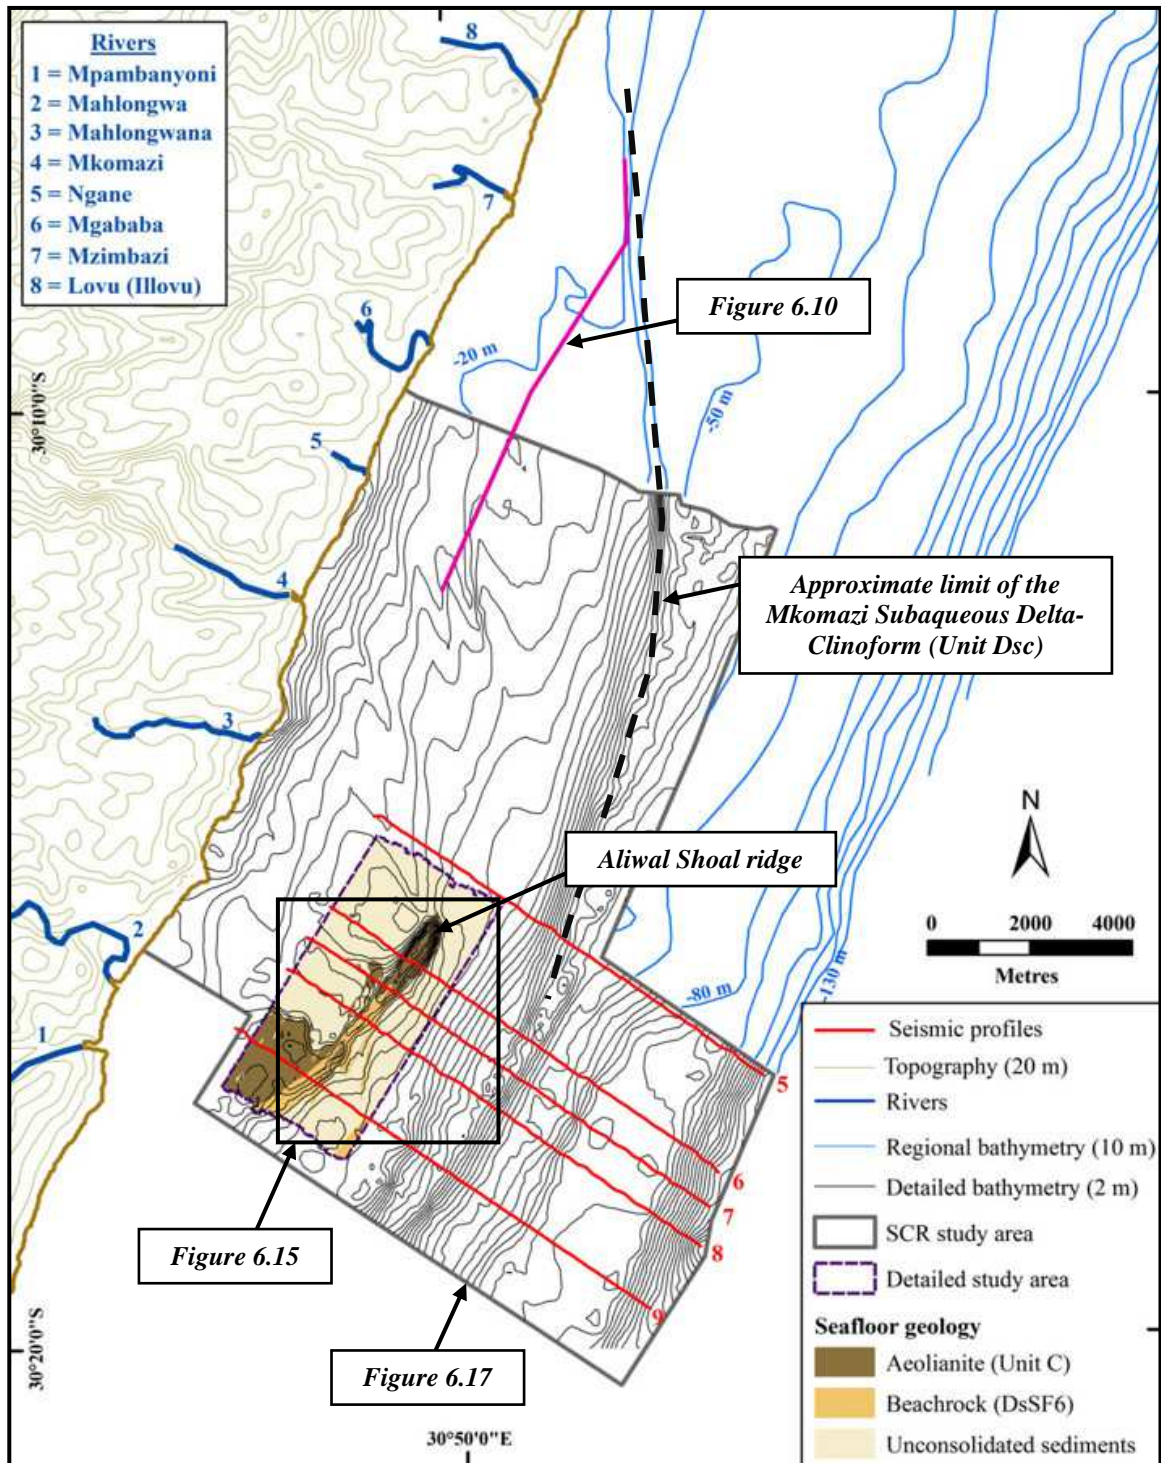 Rivers
1 = Mpambanyoni
2 = Mahlongwa
3 = Mahlongwana
4 = Mkomazi
5 = Ngane
6 = Mgababa
7 = Mzimbazi
8 = Lovu (Illovu)
8
7
6
Figure 6.10
-20 m
-50 m
30°10'0"S
5
4
Approximate limit of the
Mkomazi Subaqueous Delta-
Clinoform (Unit Dsc)
3
N
Aliwal Shoal ridge
2
0 2000 4000
Metres
-80 m
-130 m
1
5
6
7
8
9
Figure 6.15
Figure 6.17
30°20'0"S
30°50'0"E
Seismic profiles
Topography (20 m)
Rivers
Regional bathymetry (10 m)
Detailed bathymetry (2 m)
SCR study area
Detailed study area
Seafloor geology
Aeolianite (Unit C)
Beachrock (DsSF6)
Unconsolidated sediments